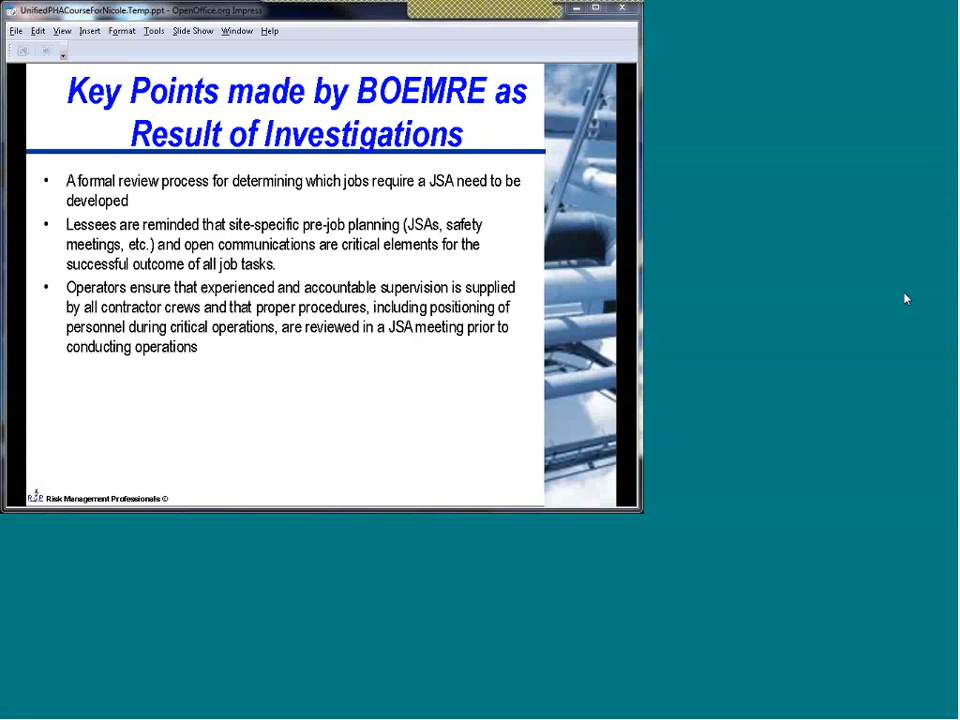 UnifiedPHACourseForNicole.Temp.ppt - OpenOffice.org Impress
File Edit View Insert Format Tools Slide Show Window Help
Key Points made by BOEMRE as
Result of Investigations
• A formal review process for determining which jobs require a JSA need to be
developed
• Lessees are reminded that site-specific pre-job planning (JSAs, safety
meetings, etc.) and open communications are critical elements for the
successful outcome of all job tasks.
• Operators ensure that experienced and accountable supervision is supplied
by all contractor crews and that proper procedures, including positioning of
personnel during critical operations, are reviewed in a JSA meeting prior to
conducting operations
Risk Management Professionals ©